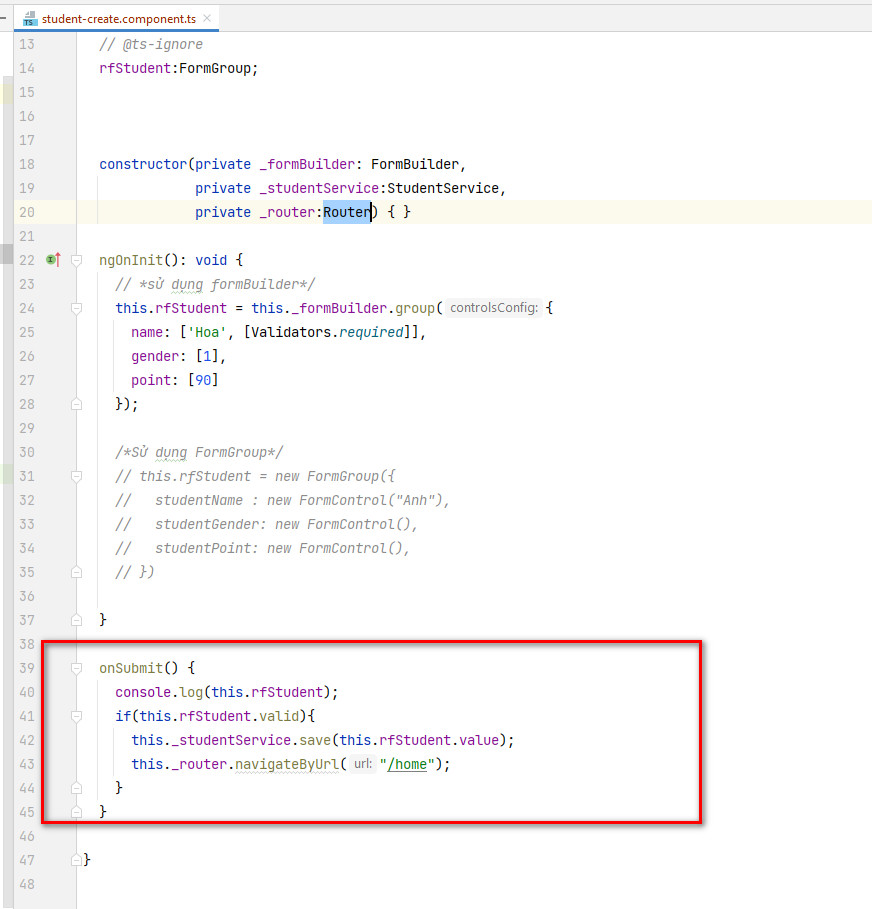 student-create.component.ts
13 // @ts-ignore
14 rfStudent:FormGroup;
15
16
17
18 constructor(private _formBuilder: FormBuilder,
19 private _studentService:StudentService,
20 private _router:Router) { }
21
22 ngOnInit(): void {
23 // *sử dụng formBuilder*/
24 this.rfStudent = this._formBuilder.group( controlsConfig: {
25 name: ['Hoa', [Validators.required]],
26 gender: [1],
27 point: [90]
28 });
29
30 /*Sử dụng FormGroup*/
31 // this.rfStudent = new FormGroup({
32 // studentName : new FormControl("Anh"),
33 // studentGender: new FormControl(),
34 // studentPoint: new FormControl(),
35 // })
36
37 }
38
39 onSubmit() {
40 console.log(this.rfStudent);
41 if(this.rfStudent.valid){
42 this._studentService.save(this.rfStudent.value);
43 this._router.navigateByUrl( url: "/home");
44 }
45 }
46
47 }
48